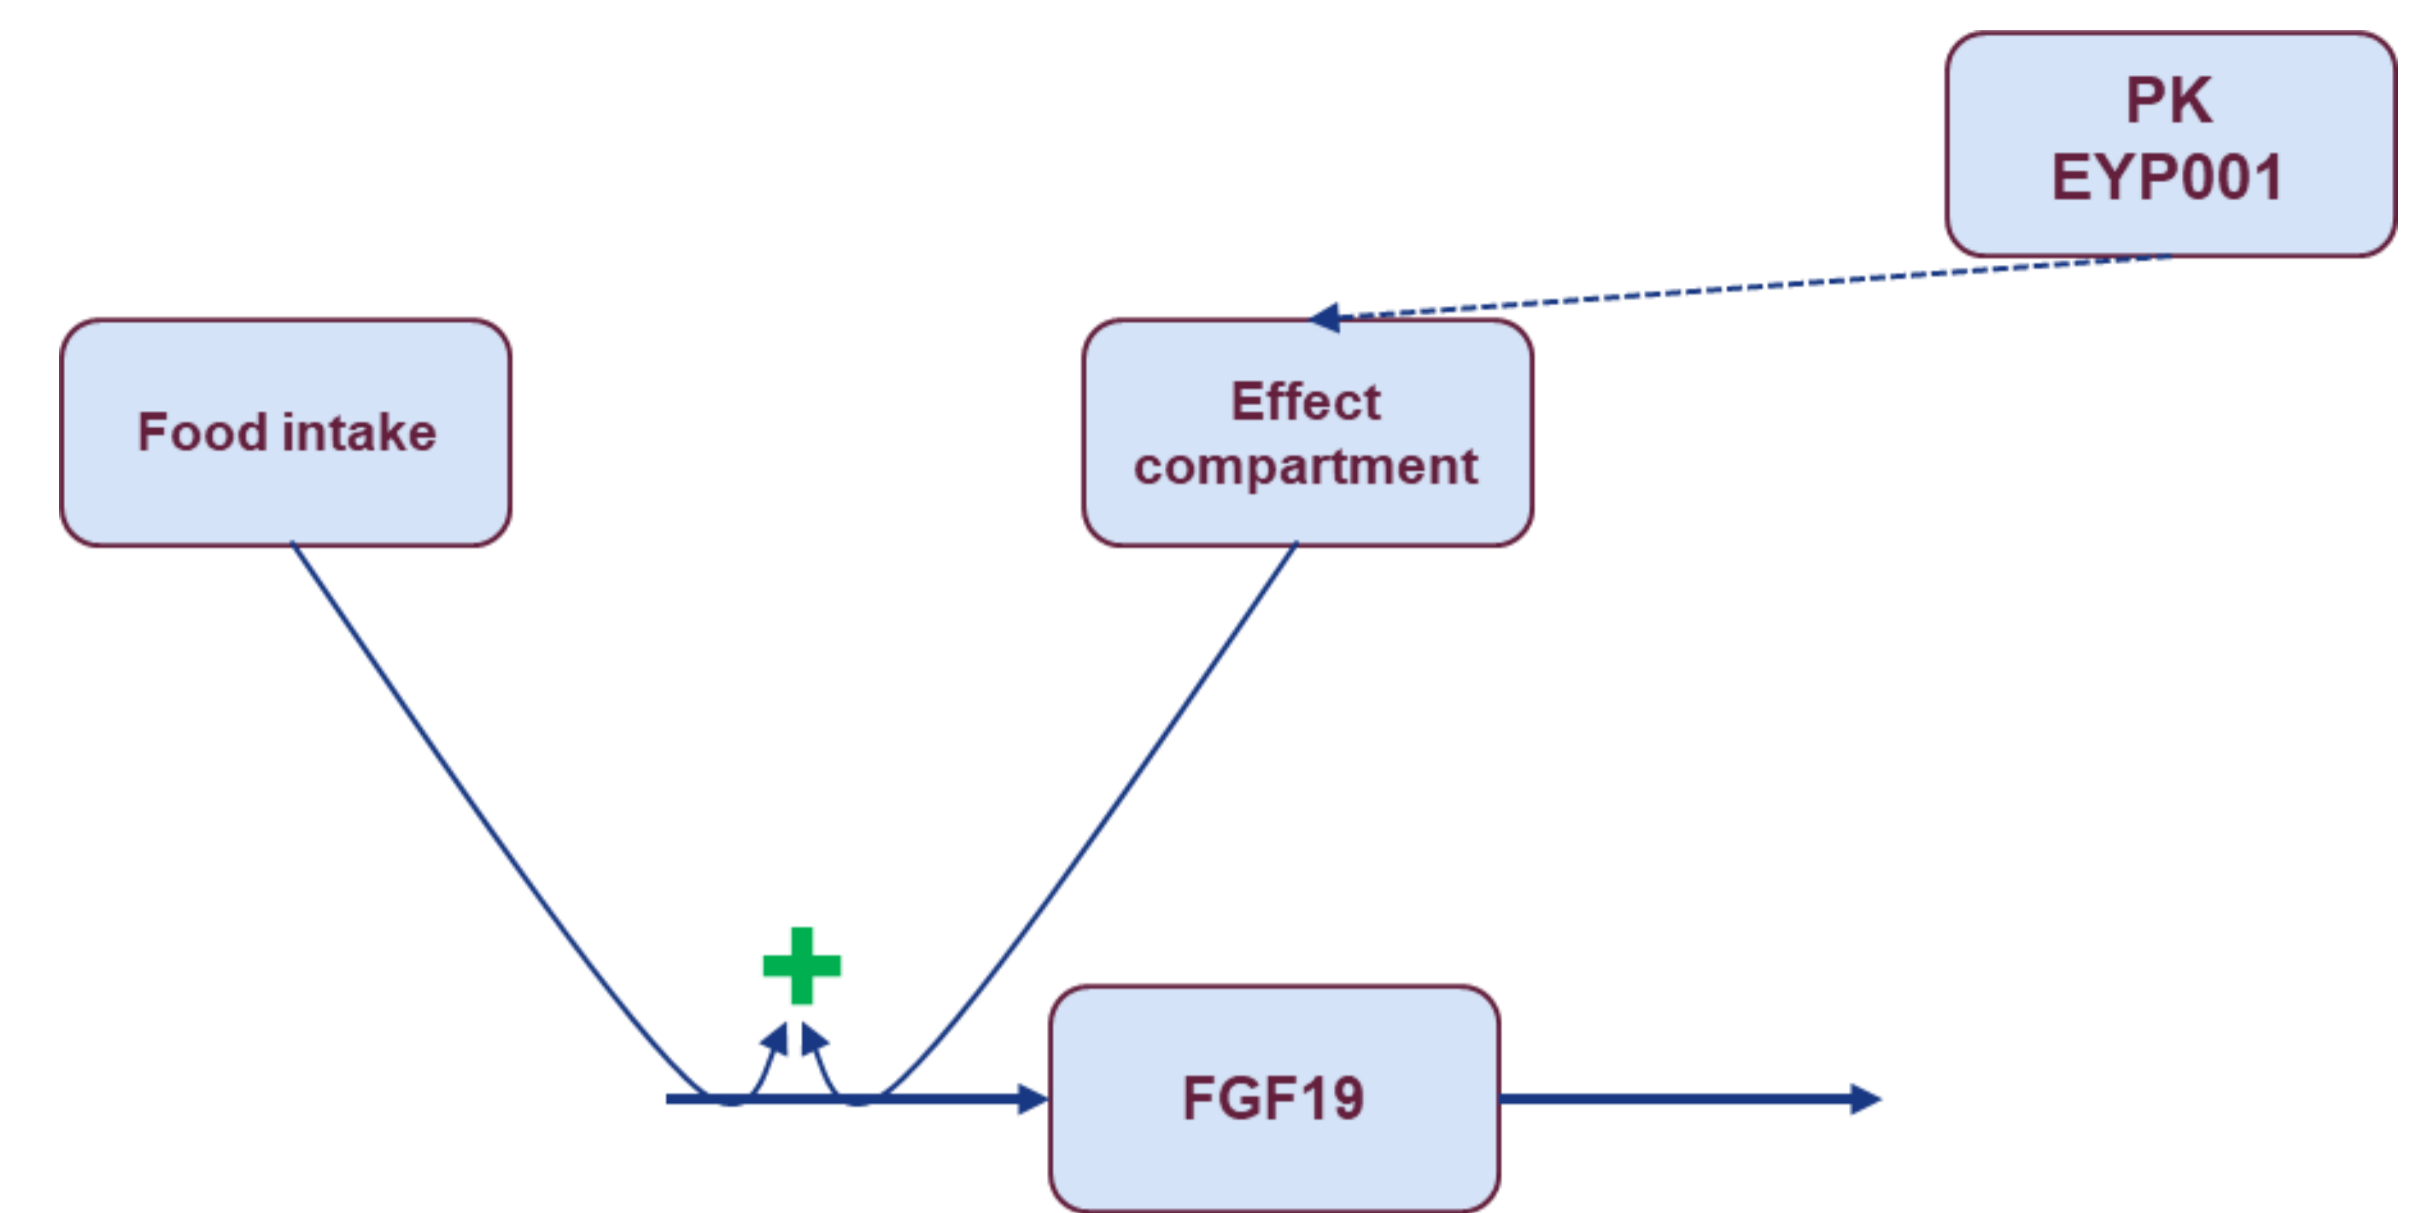 PK
EYP001
Food intake
Effect
compartment
FGF19